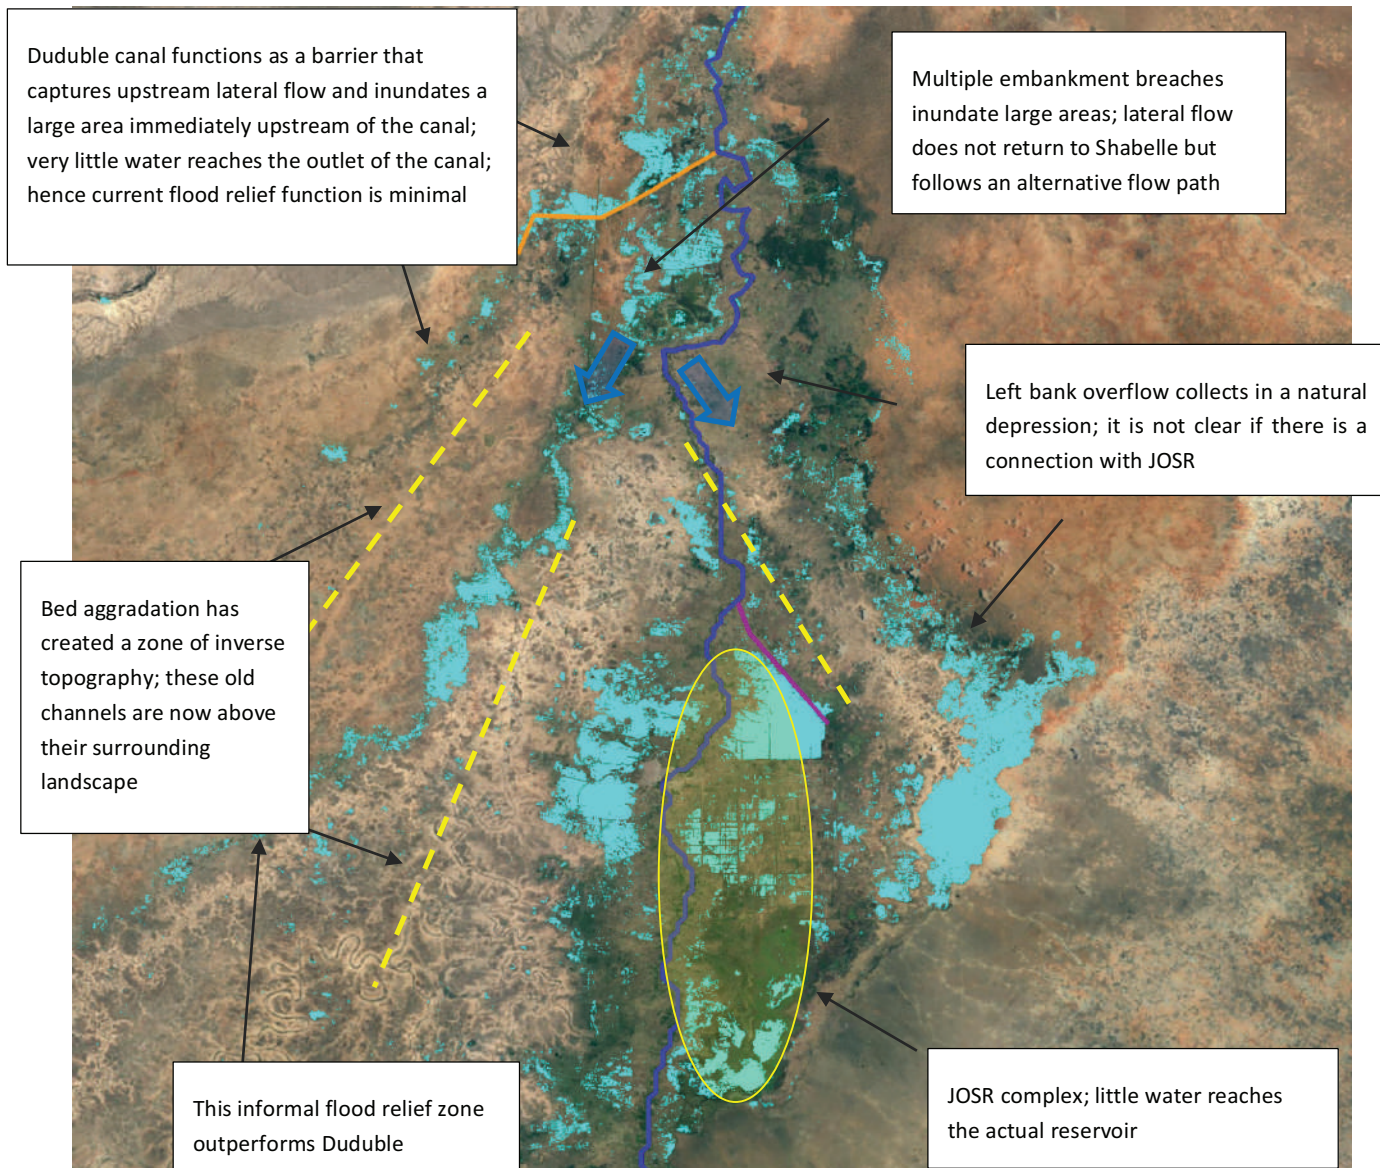 Duduble canal functions as a barrier that
captures upstream lateral flow and inundates a
large area immediately upstream of the canal;
very little water reaches the outlet of the canal;
hence current flood relief function is minimal
Multiple embankment breaches
inundate large areas; lateral flow
does not return to Shabelle but
follows an alternative flow path
Left bank overflow collects in a natural
depression; it is not clear if there is a
connection with JOSR
Bed aggradation has
created a zone of inverse
topography; these old
channels are now above
their surrounding
landscape
This informal flood relief zone
outperforms Duduble
JOSR complex; little water reaches
the actual reservoir